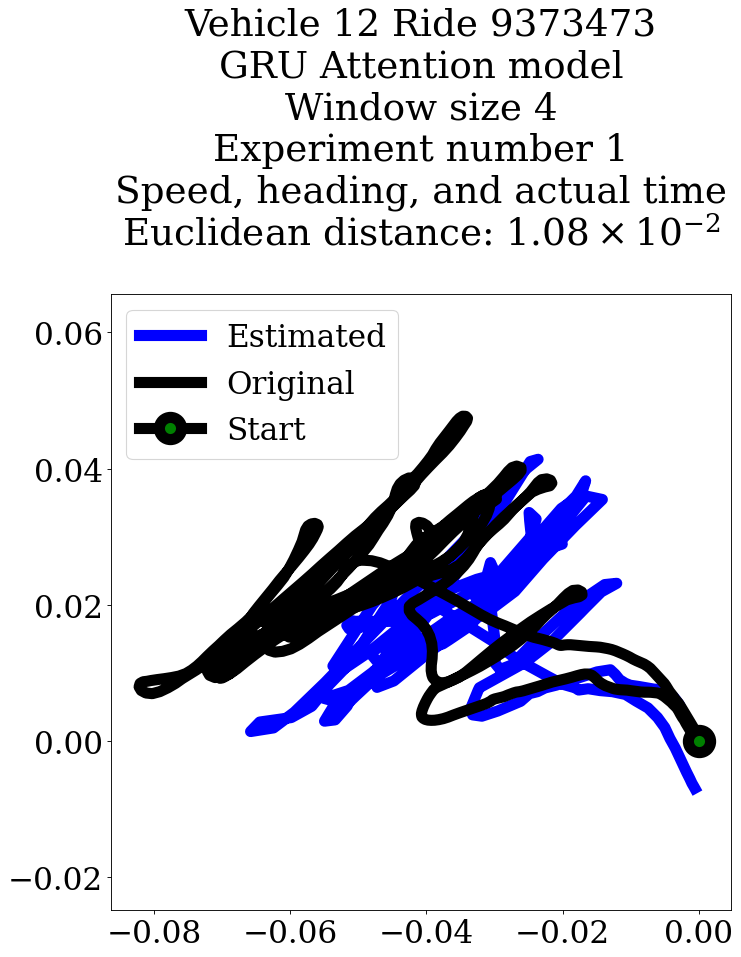 Vehicle 12 Ride 9373473
GRU Attention model
Window size 4
Experiment number 1
Speed, heading, and actual time
Euclidean distance: 1.08 × 10⁻²
Estimated
Original
Start
0.06
0.04
0.02
0.00
−0.02
−0.08
−0.06
−0.04
−0.02
0.00